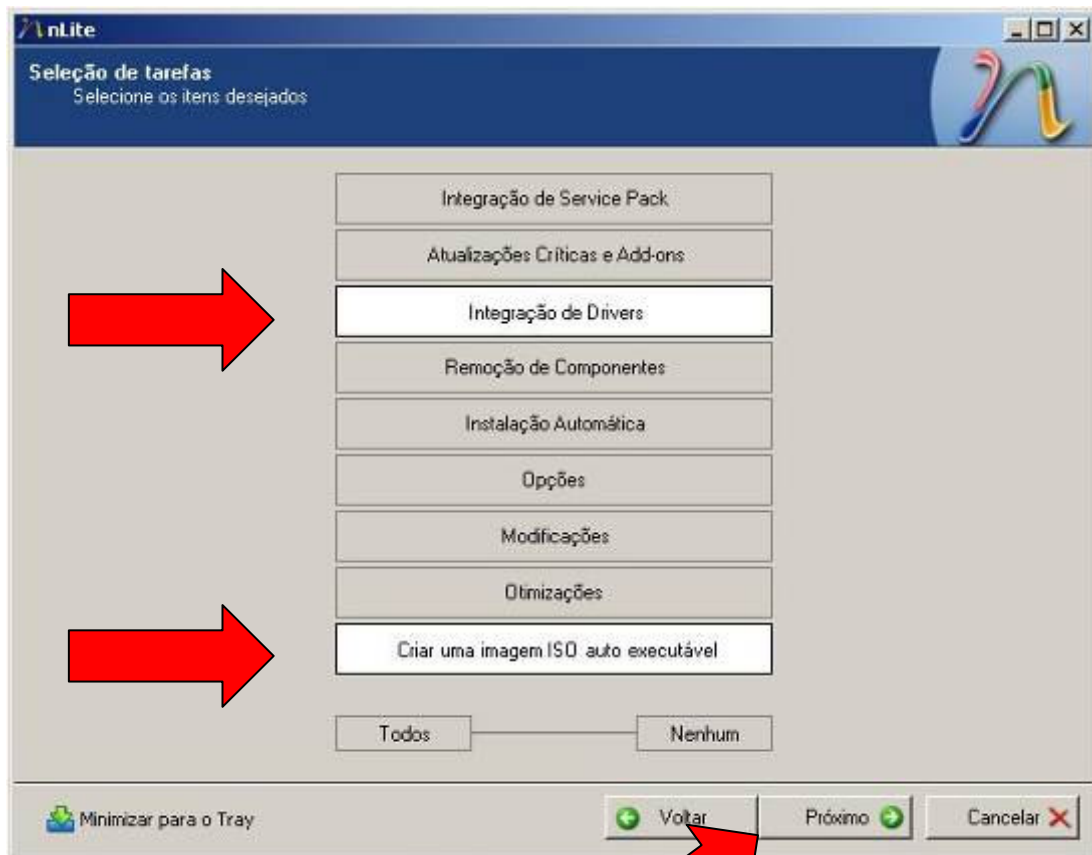 nLite
Seleção de tarefas
Selecione os itens desejados
Integração de Service Pack
Atualizações Críticas e Add-ons
Integração de Drivers
Remoção de Componentes
Instalação Automática
Opções
Modificações
Otimizações
Criar uma imagem ISO auto executável
Todos
Nenhum
Minimizar para o Tray
Voltar
Próximo
Cancelar